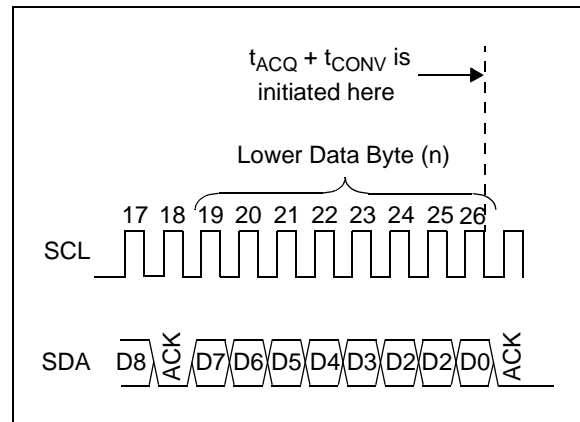 tACQ + tCONV is
initiated here
Lower Data Byte (n)
17 18 19 20 21 22 23 24 25 26
SCL
SDA D8 ACK D7 D6 D5 D4 D3 D2 D2 D0 ACK